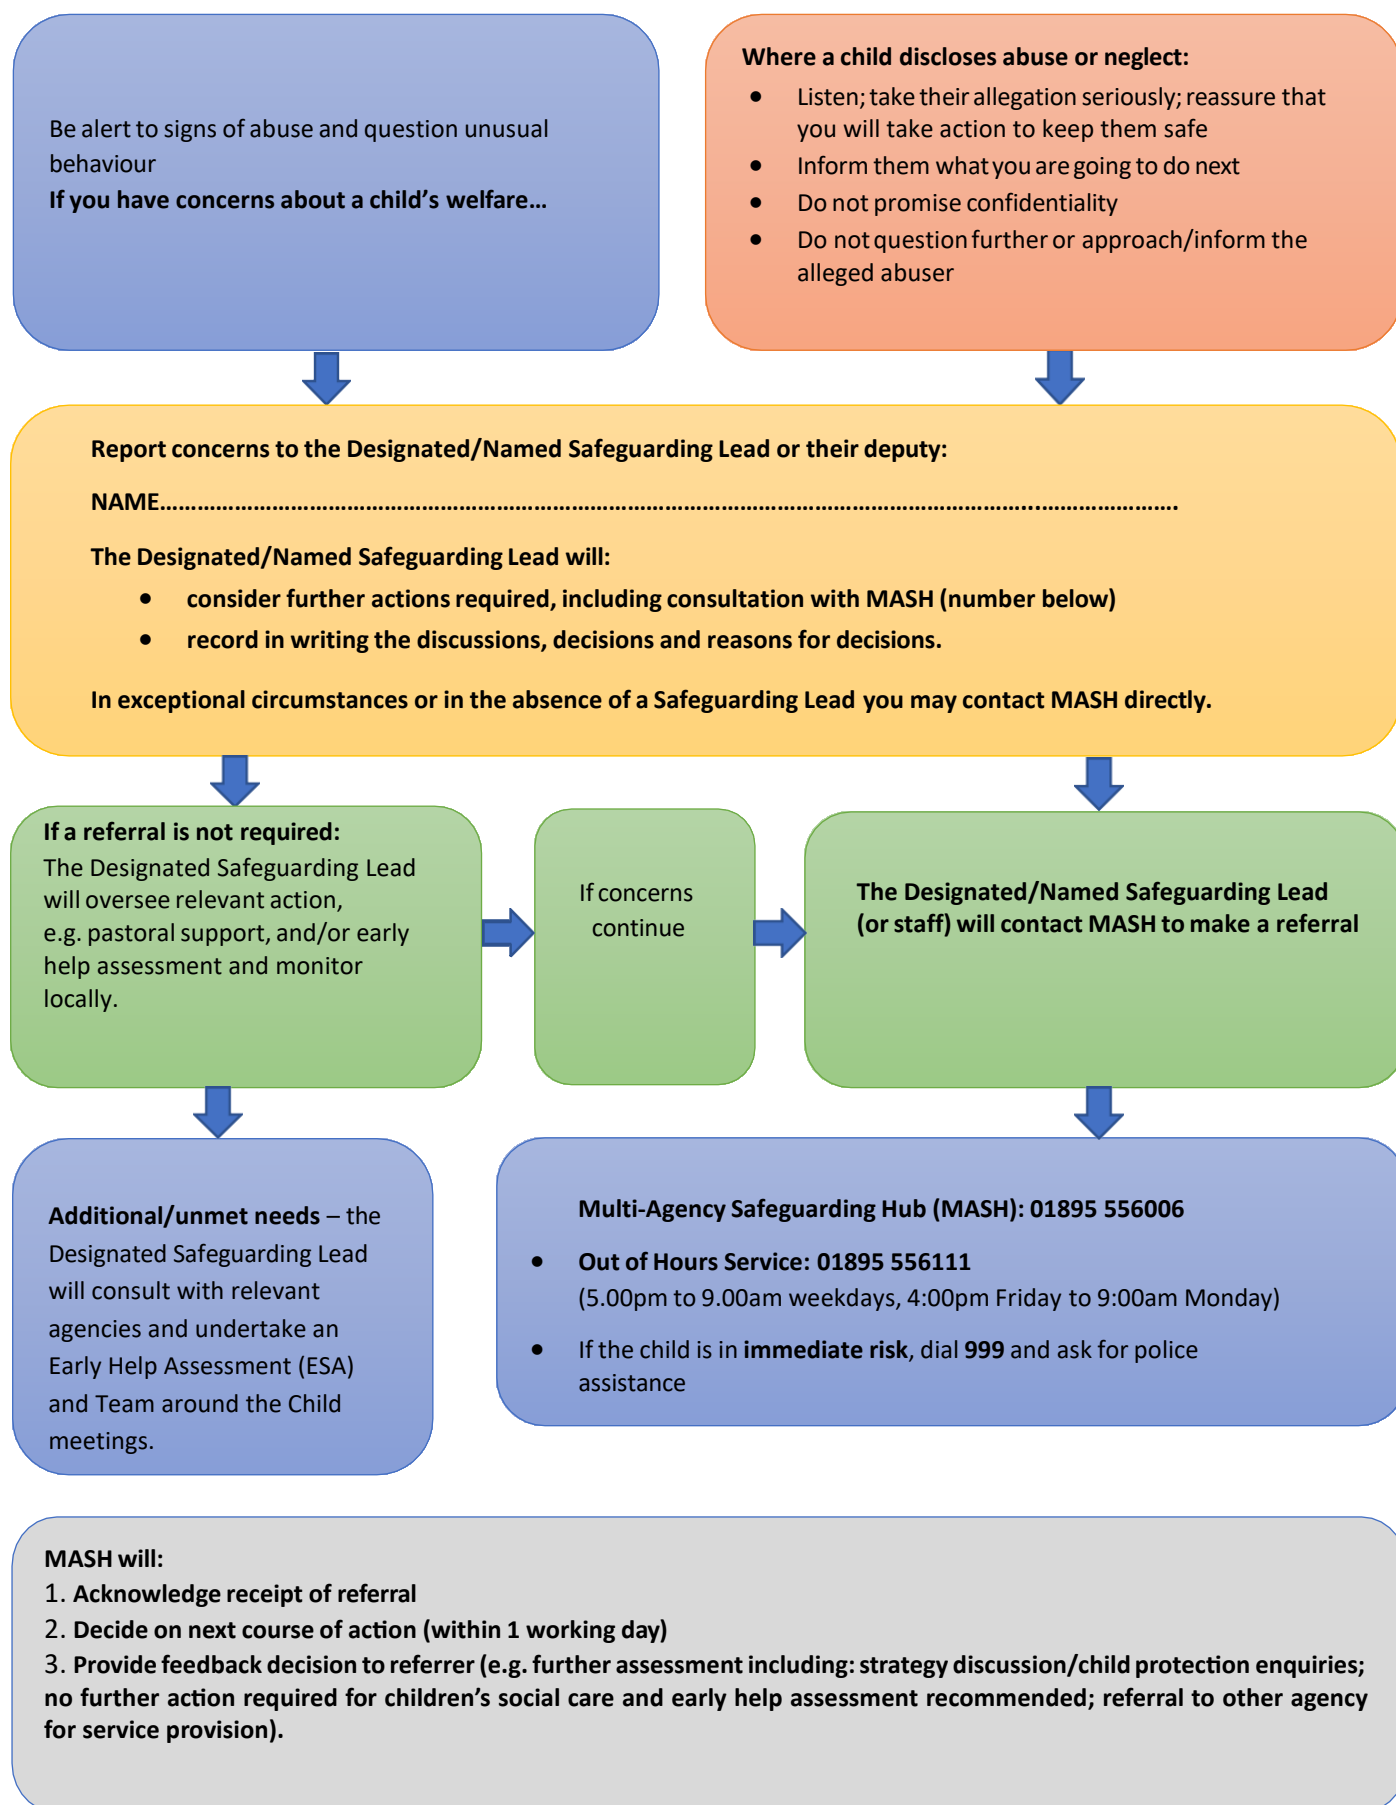 Be alert to signs of abuse and question unusual
behaviour
If you have concerns about a child’s welfare…
Where a child discloses abuse or neglect:
• Listen; take their allegation seriously; reassure that
you will take action to keep them safe
• Inform them what you are going to do next
• Do not promise confidentiality
• Do not question further or approach/inform the
alleged abuser
Report concerns to the Designated/Named Safeguarding Lead or their deputy:
NAME……………………………………………………………………………………………………………………………...………………….
The Designated/Named Safeguarding Lead will:
• consider further actions required, including consultation with MASH (number below)
• record in writing the discussions, decisions and reasons for decisions.
In exceptional circumstances or in the absence of a Safeguarding Lead you may contact MASH directly.
If a referral is not required:
The Designated Safeguarding Lead
will oversee relevant action,
e.g. pastoral support, and/or early
help assessment and monitor
locally.
If concerns
continue
The Designated/Named Safeguarding Lead
(or staff) will contact MASH to make a referral
Additional/unmet needs – the
Designated Safeguarding Lead
will consult with relevant
agencies and undertake an
Early Help Assessment (ESA)
and Team around the Child
meetings.
Multi-Agency Safeguarding Hub (MASH): 01895 556006
• Out of Hours Service: 01895 556111
(5.00pm to 9.00am weekdays, 4:00pm Friday to 9:00am Monday)
• If the child is in immediate risk, dial 999 and ask for police
assistance
MASH will:
1. Acknowledge receipt of referral
2. Decide on next course of action (within 1 working day)
3. Provide feedback decision to referrer (e.g. further assessment including: strategy discussion/child protection enquiries;
no further action required for children’s social care and early help assessment recommended; referral to other agency
for service provision).